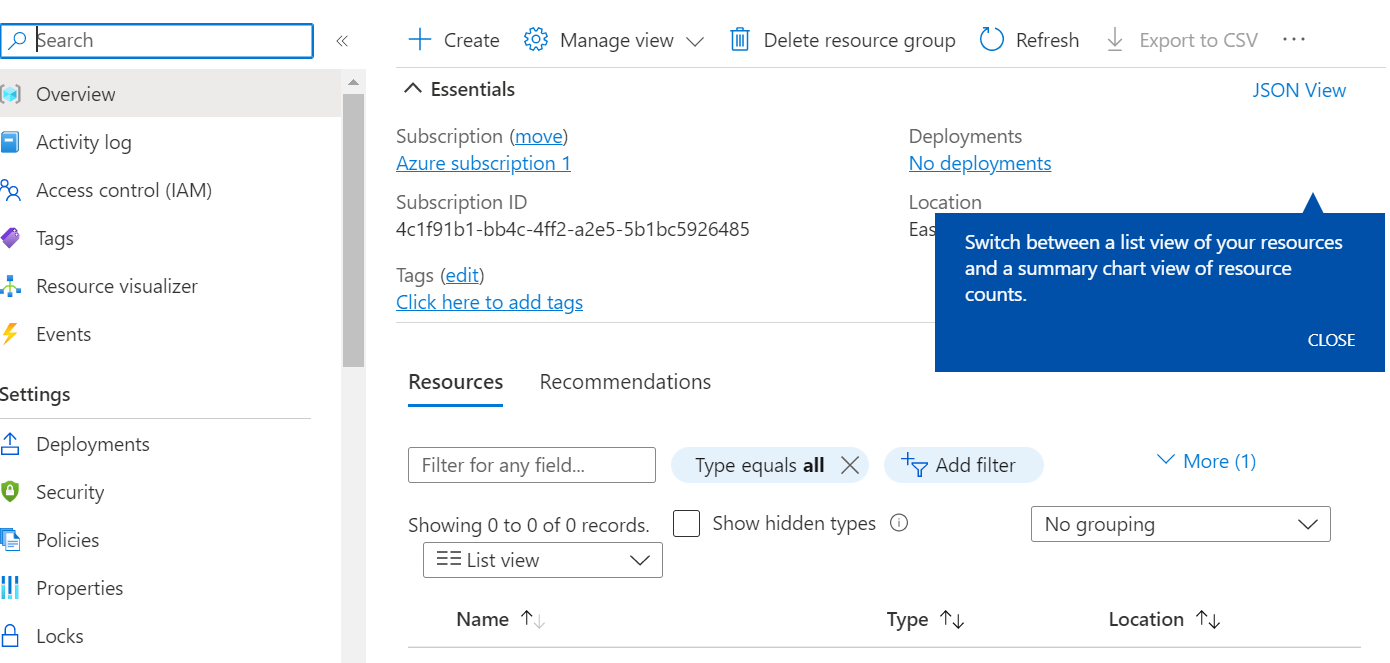 Search
«
Create
Manage view
Delete resource group
Refresh
Export to CSV
...
Overview
Activity log
Access control (IAM)
Tags
Resource visualizer
Events
Settings
Deployments
Security
Policies
Properties
Locks
Essentials
JSON View
Subscription (move)
Azure subscription 1
Subscription ID
4c1f91b1-bb4c-4ff2-a2e5-5b1bc5926485
Tags (edit)
Click here to add tags
Deployments
No deployments
Location
Switch between a list view of your resources
and a summary chart view of resource
counts.
CLOSE
Resources
Recommendations
Filter for any field...
Type equals all
Add filter
More (1)
Showing 0 to 0 of 0 records.
Show hidden types
No grouping
List view
Name
Type
Location